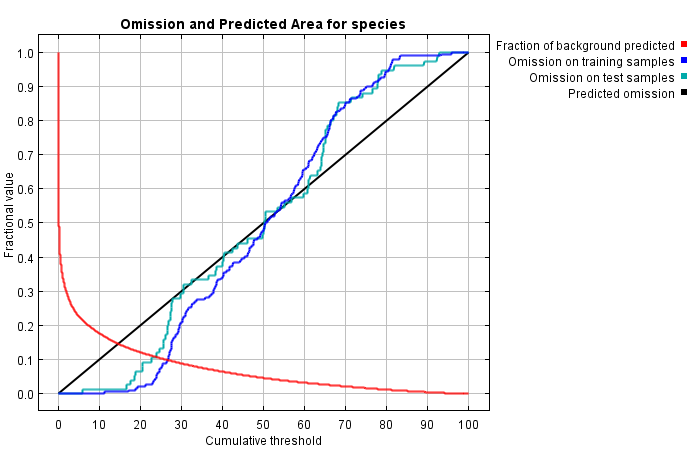 Omission and Predicted Area for species
Fraction of background predicted
Omission on training samples
Omission on test samples
Predicted omission
Fractional value
1.0
0.9
0.8
0.7
0.6
0.5
0.4
0.3
0.2
0.1
0.0
0 10 20 30 40 50 60 70 80 90 100
Cumulative threshold